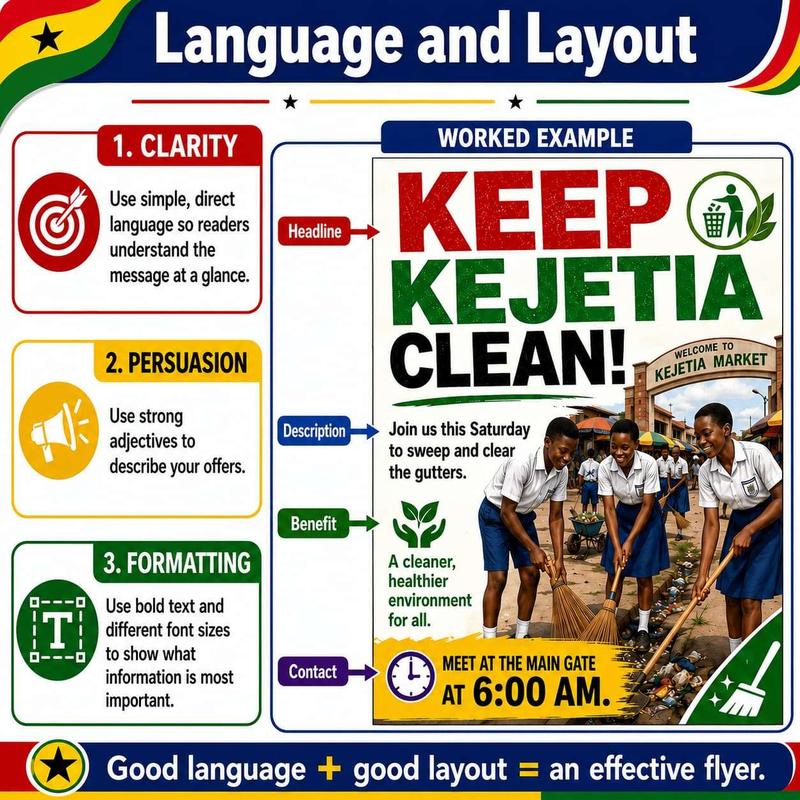 Language and Layout
1. CLARITY
Use simple, direct
language so readers
understand the
message at a glance.
2. PERSUASION
Use strong
adjectives to
describe your offers.
3. FORMATTING
T
Use bold text and
different font sizes
to show what
information is most
important.
WORKED EXAMPLE
Headline
KEEP
KEJETIA
CLEAN!
WELCOME TO
KEJETIA MARKET
Description
Join us this Saturday
to sweep and clear
the gutters.
Benefit
A cleaner,
healthier
environment
for all.
Contact
MEET AT THE MAIN GATE
AT 6:00 AM.
Good language + good layout = an effective flyer.